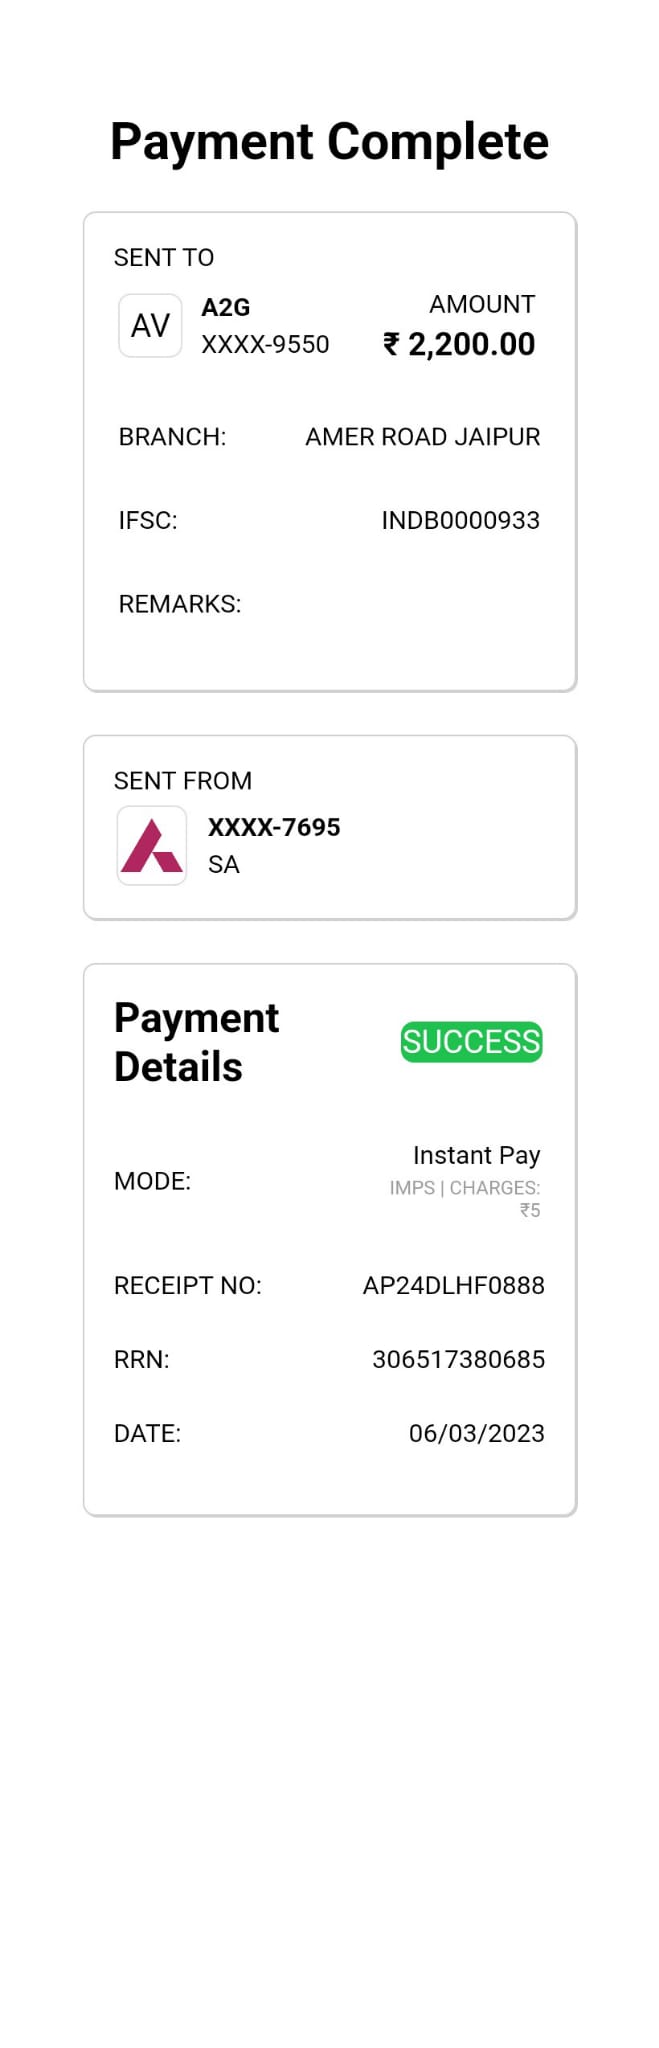 Payment Complete
SENT TO
AV
A2G
XXXX-9550
AMOUNT
₹ 2,200.00
BRANCH: AMER ROAD JAIPUR
IFSC: INDB0000933
REMARKS:
SENT FROM
XXXX-7695
SA
Payment
Details
SUCCESS
MODE:
Instant Pay
IMPS | CHARGES:
₹5
RECEIPT NO: AP24DLHF0888
RRN: 306517380685
DATE: 06/03/2023